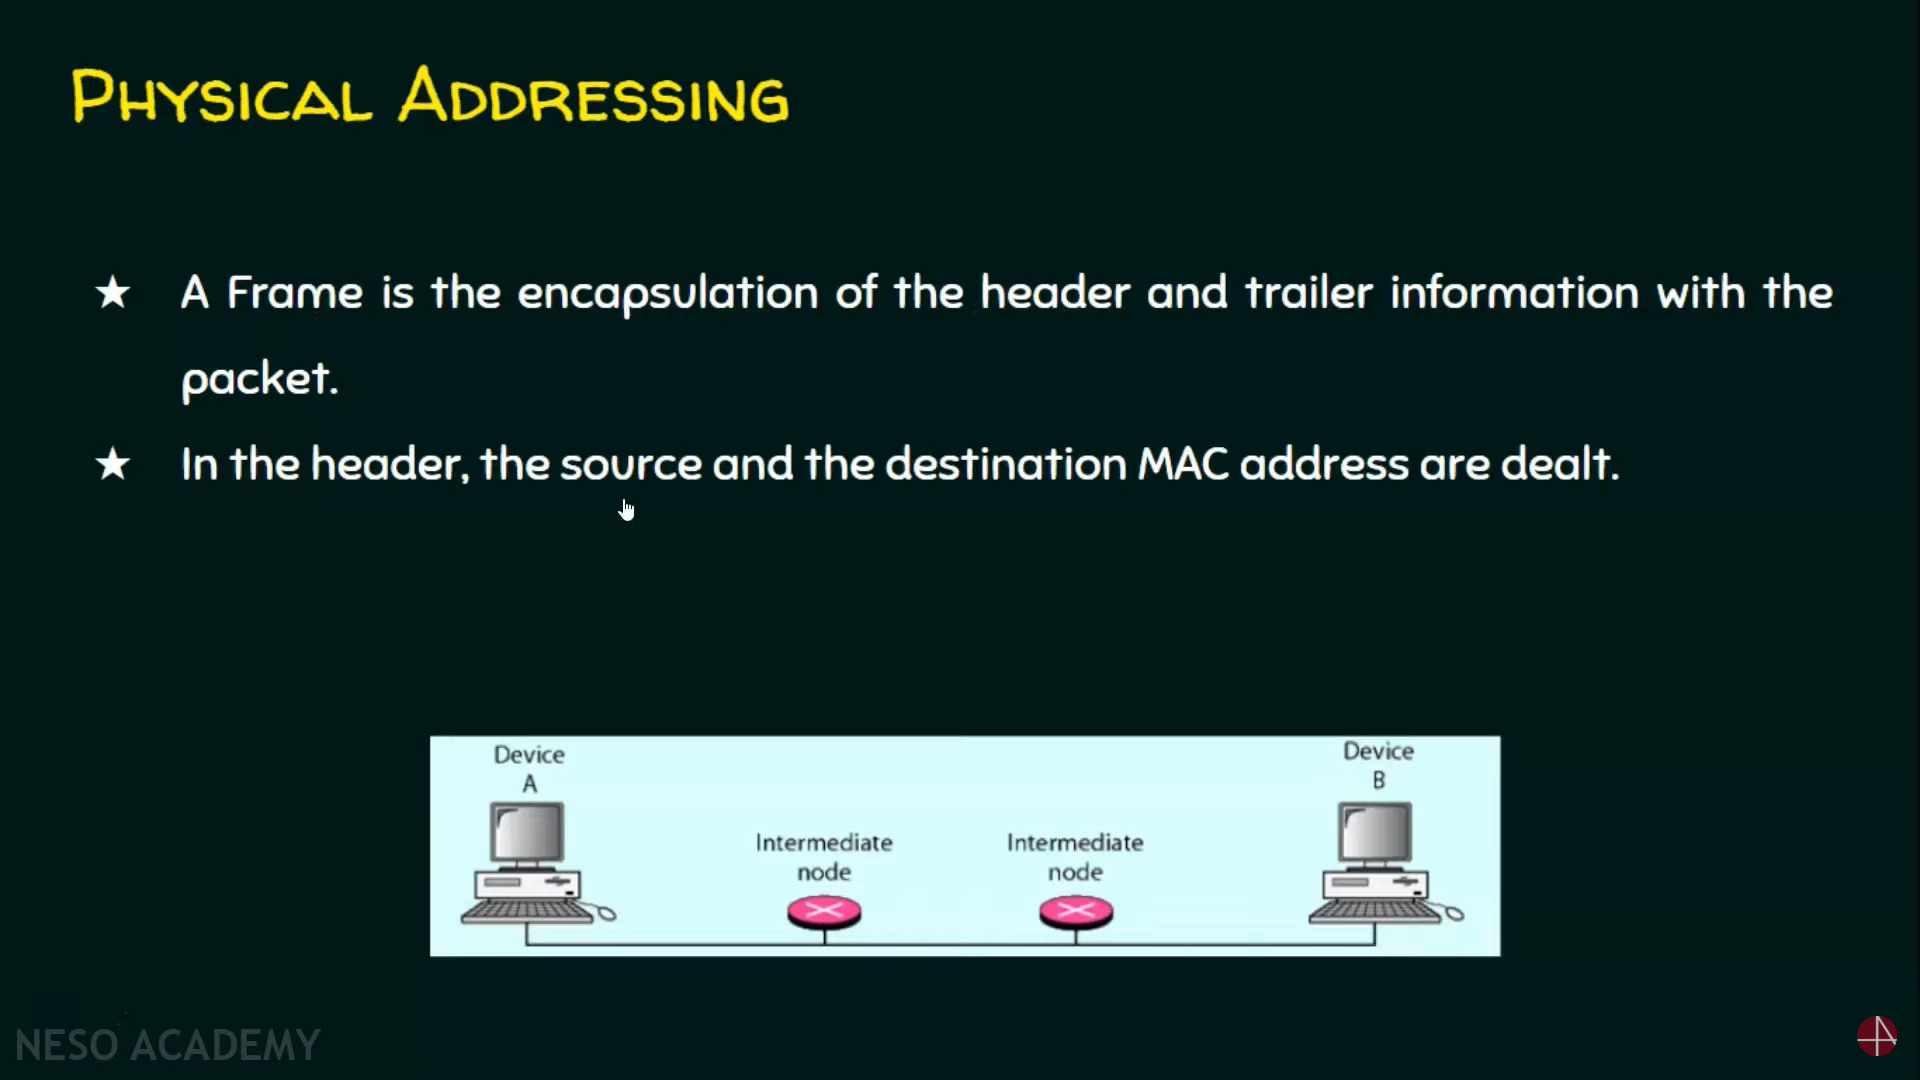 PHYSICAL ADDRESSING
★ A Frame is the encapsulation of the header and trailer information with the
packet.
★ In the header, the source and the destination MAC address are dealt.
Device
A
Device
B
Intermediate
node
Intermediate
node
NESO ACADEMY